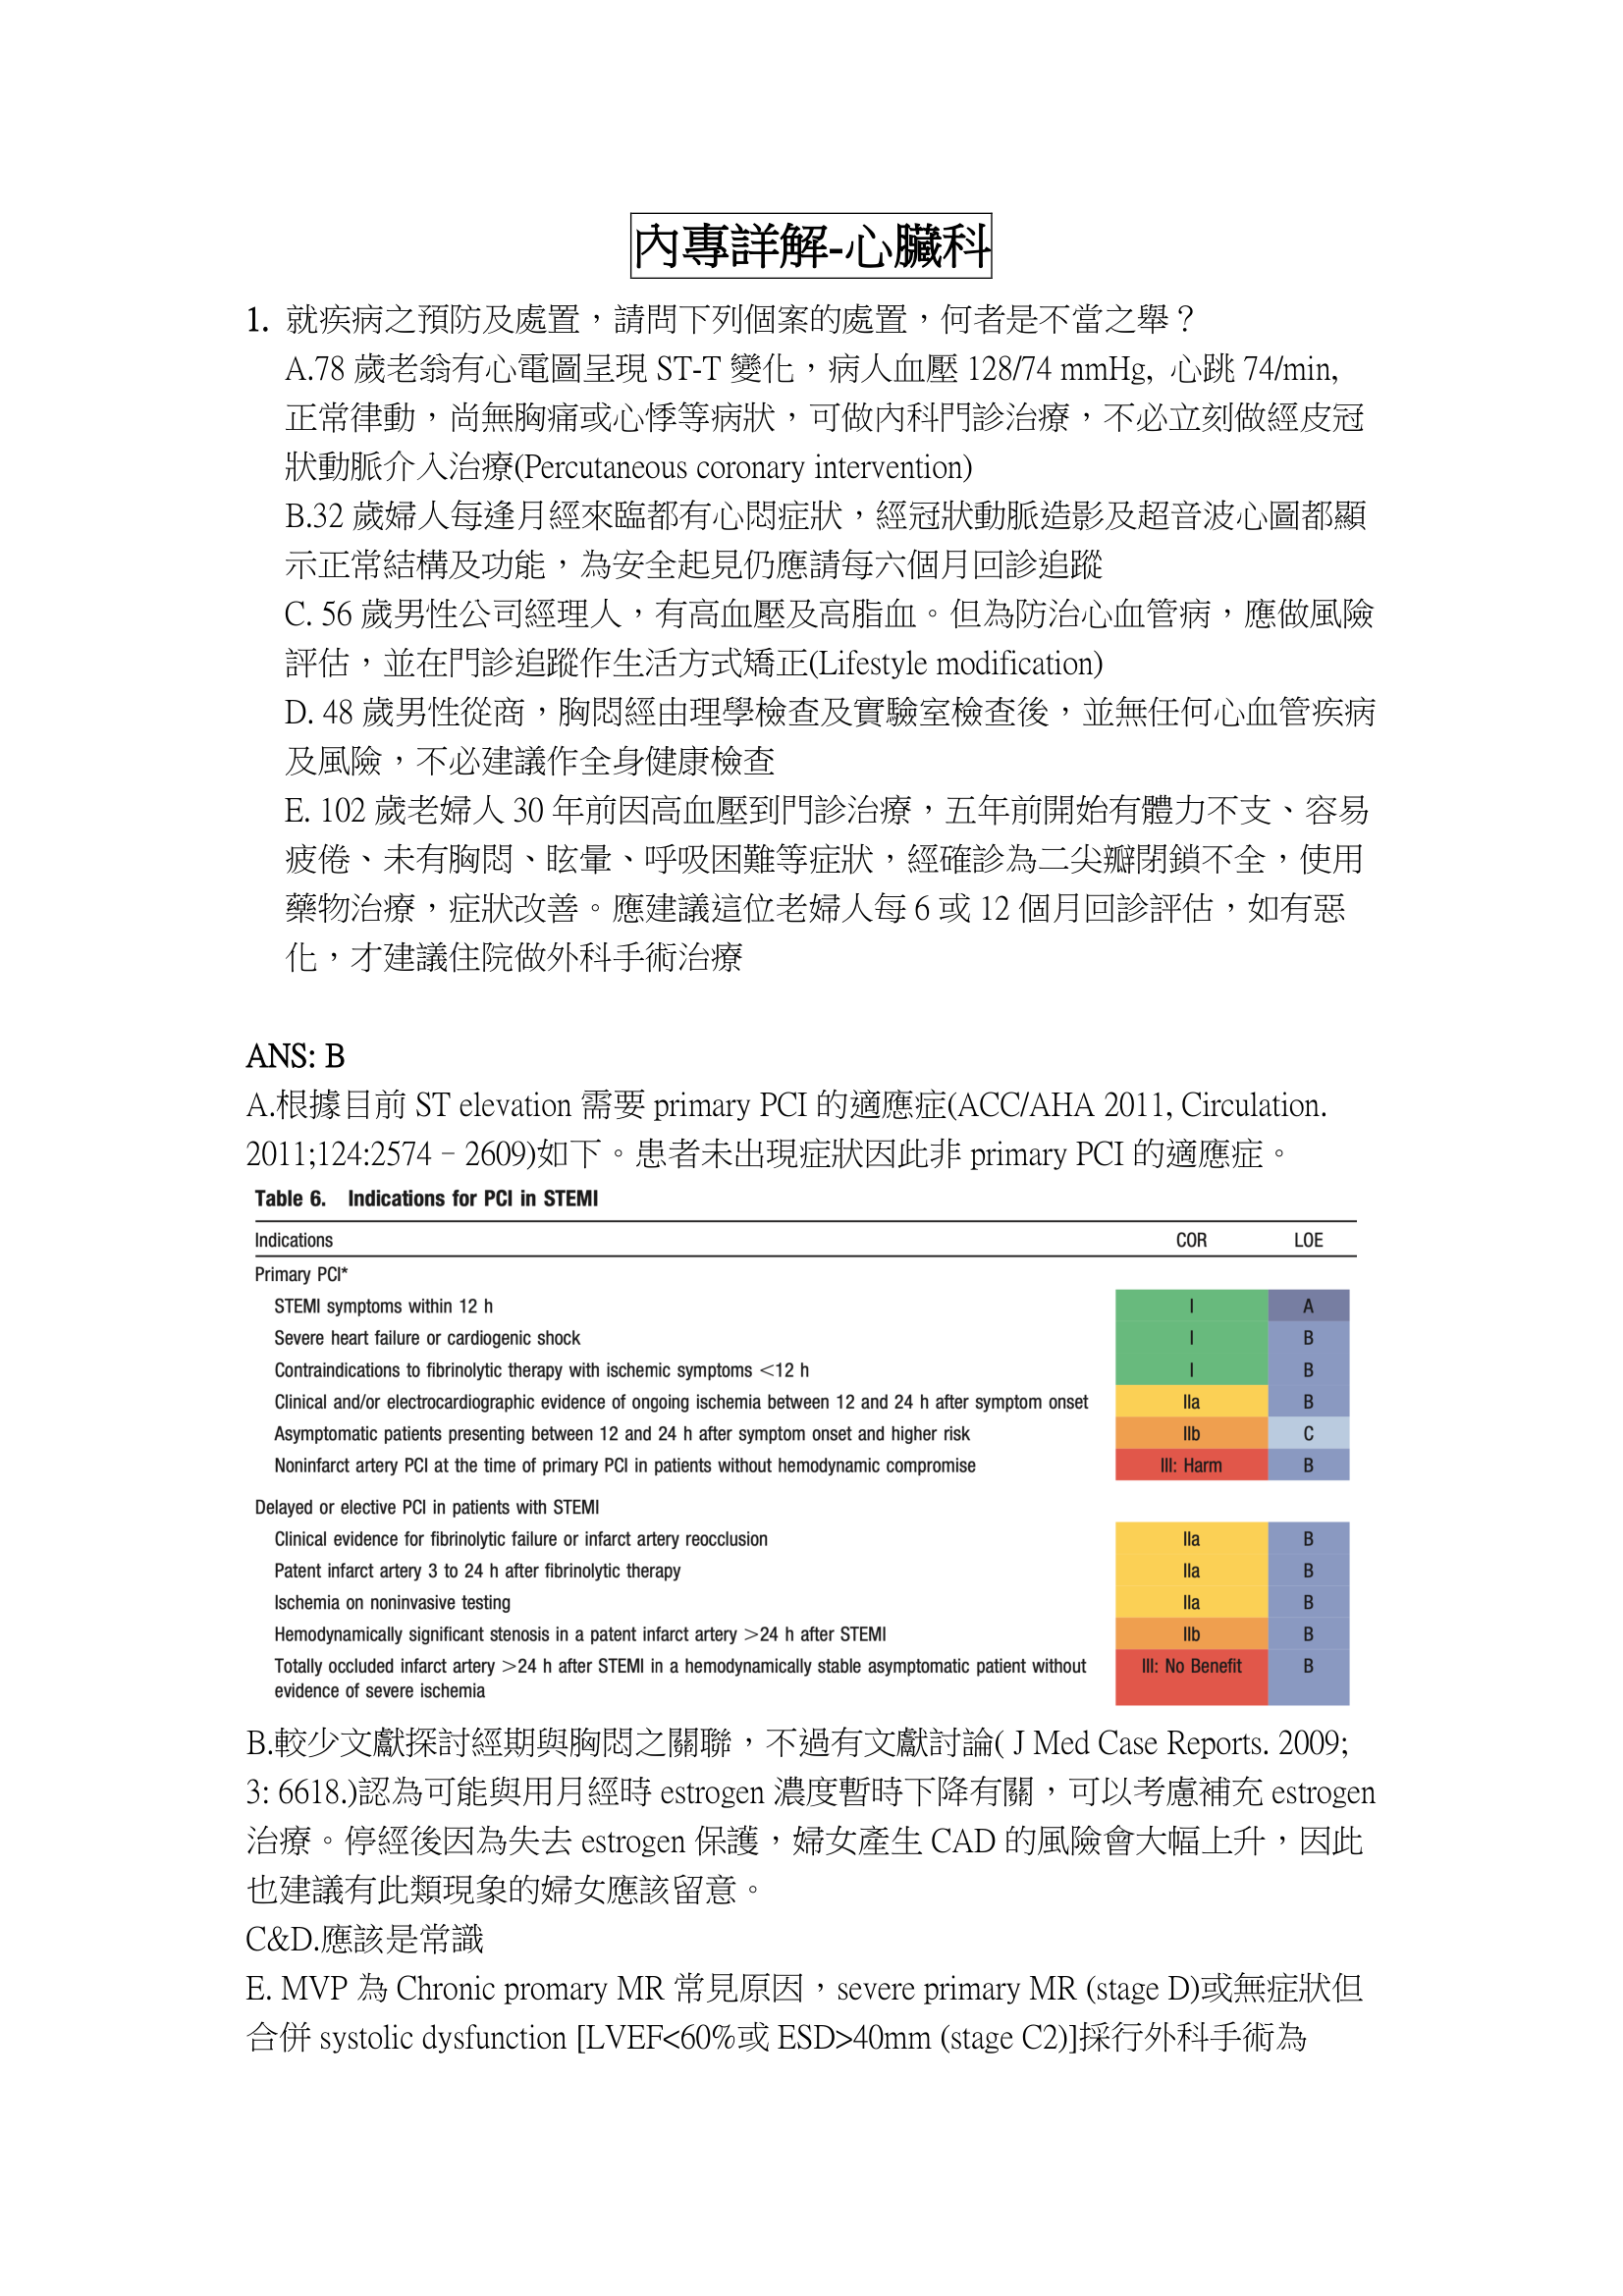 內專詳解-心臟科
1. 就疾病之預防及處置，請問下列個案的處置，何者是不當之舉？
A.78 歲老翁有心電圖呈現 ST-T 變化，病人血壓 128/74 mmHg, 心跳 74/min,
正常律動，尚無胸痛或心悸等病狀，可做內科門診治療，不必立刻做經皮冠
狀動脈介入治療(Percutaneous coronary intervention)
B.32 歲婦人每逢月經來臨都有心悶症狀，經冠狀動脈造影及超音波心圖都顯
示正常結構及功能，為安全起見仍應請每六個月回診追蹤
C. 56 歲男性公司經理人，有高血壓及高脂血。但為防治心血管病，應做風險
評估，並在門診追蹤作生活方式矯正(Lifestyle modification)
D. 48 歲男性從商，胸悶經由理學檢查及實驗室檢查後，並無任何心血管疾病
及風險，不必建議作全身健康檢查
E. 102 歲老婦人 30 年前因高血壓到門診治療，五年前開始有體力不支、容易
疲倦、未有胸悶、眩暈、呼吸困難等症狀，經確診為二尖瓣閉鎖不全，使用
藥物治療，症狀改善。應建議這位老婦人每 6 或 12 個月回診評估，如有惡
化，才建議住院做外科手術治療
ANS: B
A.根據目前 ST elevation 需要 primary PCI 的適應症(ACC/AHA 2011, Circulation.
2011;124:2574–2609)如下。患者未出現症狀因此非 primary PCI 的適應症。
Table 6. Indications for PCI in STEMI
Indications COR LOE
Primary PCI*
STEMI symptoms within 12 h I A
Severe heart failure or cardiogenic shock I B
Contraindications to fibrinolytic therapy with ischemic symptoms <12 h I B
Clinical and/or electrocardiographic evidence of ongoing ischemia between 12 and 24 h after symptom onset IIa B
Asymptomatic patients presenting between 12 and 24 h after symptom onset and higher risk IIb C
Noninfarct artery PCI at the time of primary PCI in patients without hemodynamic compromise III: Harm B
Delayed or elective PCI in patients with STEMI
Clinical evidence for fibrinolytic failure or infarct artery reocclusion IIa B
Patent infarct artery 3 to 24 h after fibrinolytic therapy IIa B
Ischemia on noninvasive testing IIa B
Hemodynamically significant stenosis in a patent infarct artery >24 h after STEMI IIb B
Totally occluded infarct artery >24 h after STEMI in a hemodynamically stable asymptomatic patient without III: No Benefit B
evidence of severe ischemia
B.較少文獻探討經期與胸悶之關聯，不過有文獻討論( J Med Case Reports. 2009;
3: 6618.)認為可能與用月經時 estrogen 濃度暫時下降有關，可以考慮補充 estrogen
治療。停經後因為失去 estrogen 保護，婦女產生 CAD 的風險會大幅上升，因此
也建議有此類現象的婦女應該留意。
C&D.應該是常識
E. MVP 為 Chronic promary MR 常見原因，severe primary MR (stage D)或無症狀但
合併 systolic dysfunction [LVEF<60%或 ESD>40mm (stage C2)]採行外科手術為